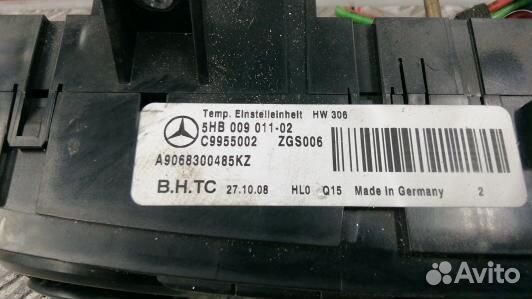 Temp. Einstelleinheit HW 306
5HB 009 011-02
C9955002 ZGS006
A9068300485KZ
B.H.TC 27.10.08 HL0 Q15 Made in Germany 2
Avito